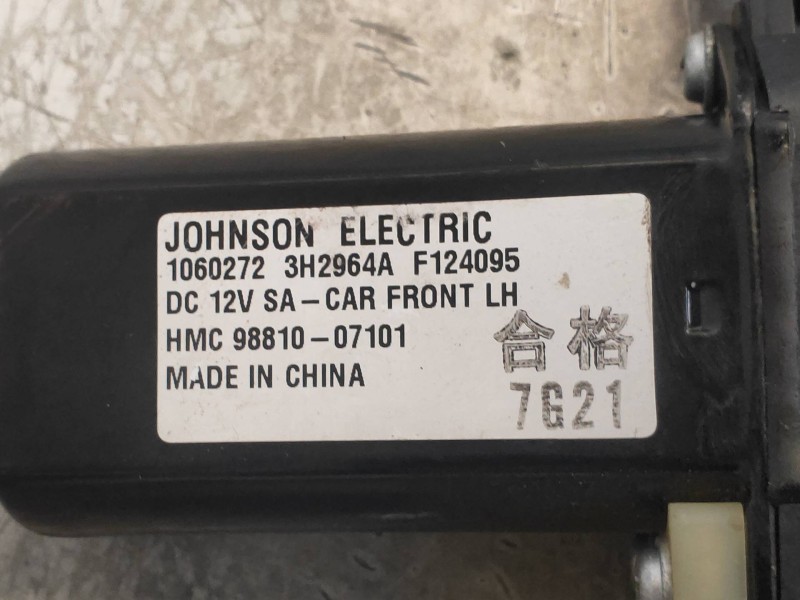 JOHNSON ELECTRIC
1060272 3H2964A F124095
DC 12V SA-CAR FRONT LH
HMC 98810-07101
合格
MADE IN CHINA
7G21